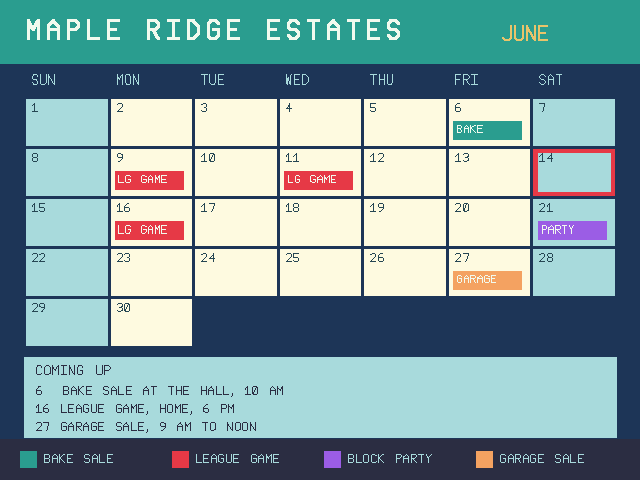 MAPLE RIDGE ESTATES JUNE
SUN MON TUE WED THU FRI SAT
1 2 3 4 5 6 7
BAKE
8 9 10 11 12 13 14
LG GAME LG GAME
15 16 17 18 19 20 21
LG GAME PARTY
22 23 24 25 26 27 28
GARAGE
29 30
COMING UP
6 BAKE SALE AT THE HALL, 10 AM
16 LEAGUE GAME, HOME, 6 PM
27 GARAGE SALE, 9 AM TO NOON
BAKE SALE LEAGUE GAME BLOCK PARTY GARAGE SALE